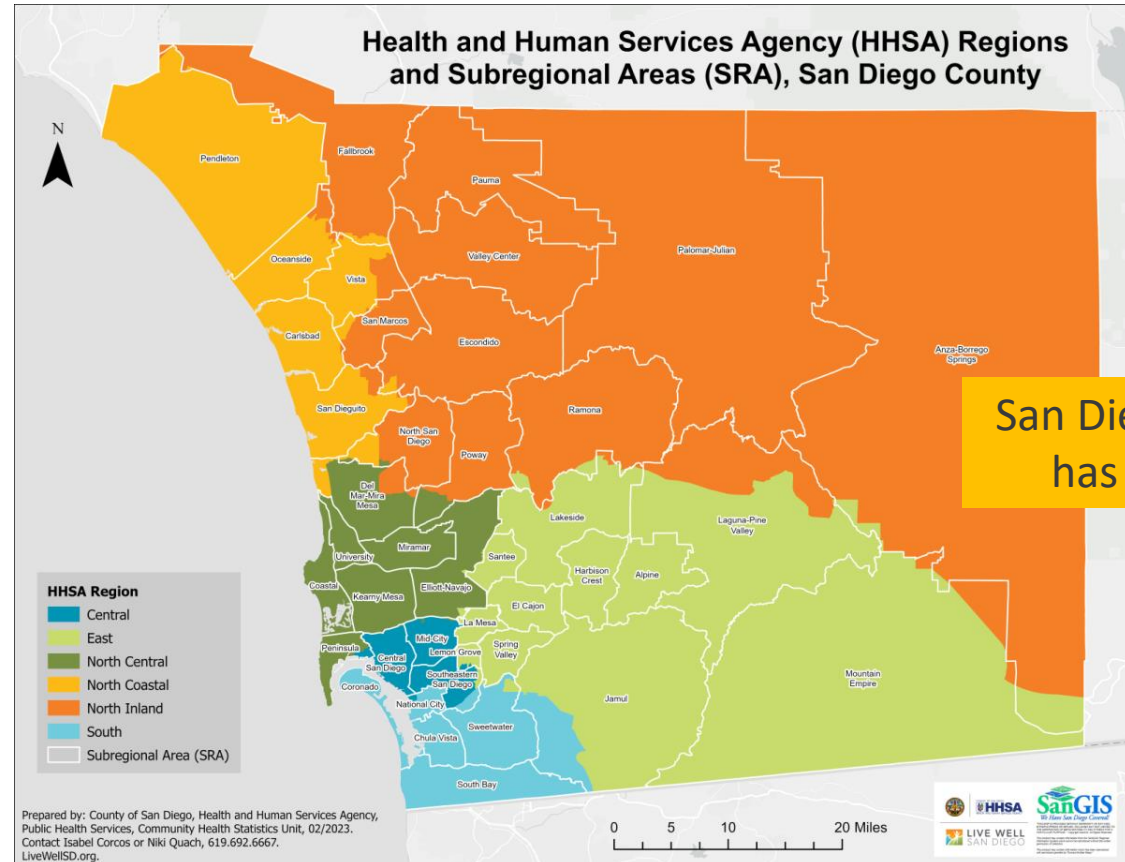 Health and Human Services Agency (HHSA) Regions
and Subregional Areas (SRA), San Diego County
N
Pendleton
Fallbrook
Pauma
Palomar-Julian
Oceanside
Valley Center
Vista
San Marcos
Carlsbad
Escondido
Anza-Borrego
Springs
San Dieguito
Ramona
North San
Diego
Poway
San Die
has
Del
Mar-Mira
Mesa
Lakeside
Laguna-Pine
Valley
University
Miramar
Santee
Harbison
Crest
Alpine
Coastal
Kearny Mesa
Elliott-Navajo
El Cajon
La Mesa
Peninsula
Mid-City
Central
San Diego
Lemon Grove
Spring
Valley
Southeastern
San Diego
Coronado
National City
Jamul
Mountain
Empire
Sweetwater
Chula Vista
South Bay
HHSA Region
Central
East
North Central
North Coastal
North Inland
South
Subregional Area (SRA)
Prepared by: County of San Diego, Health and Human Services Agency,
Public Health Services, Community Health Statistics Unit, 02/2023.
Contact Isabel Corcos or Niki Quach, 619.692.6667.
LiveWellSD.org.
0 5 10 20 Miles
HHSA
LIVE WELL
SAN DIEGO
SanGIS
We Have San Diego Covered!